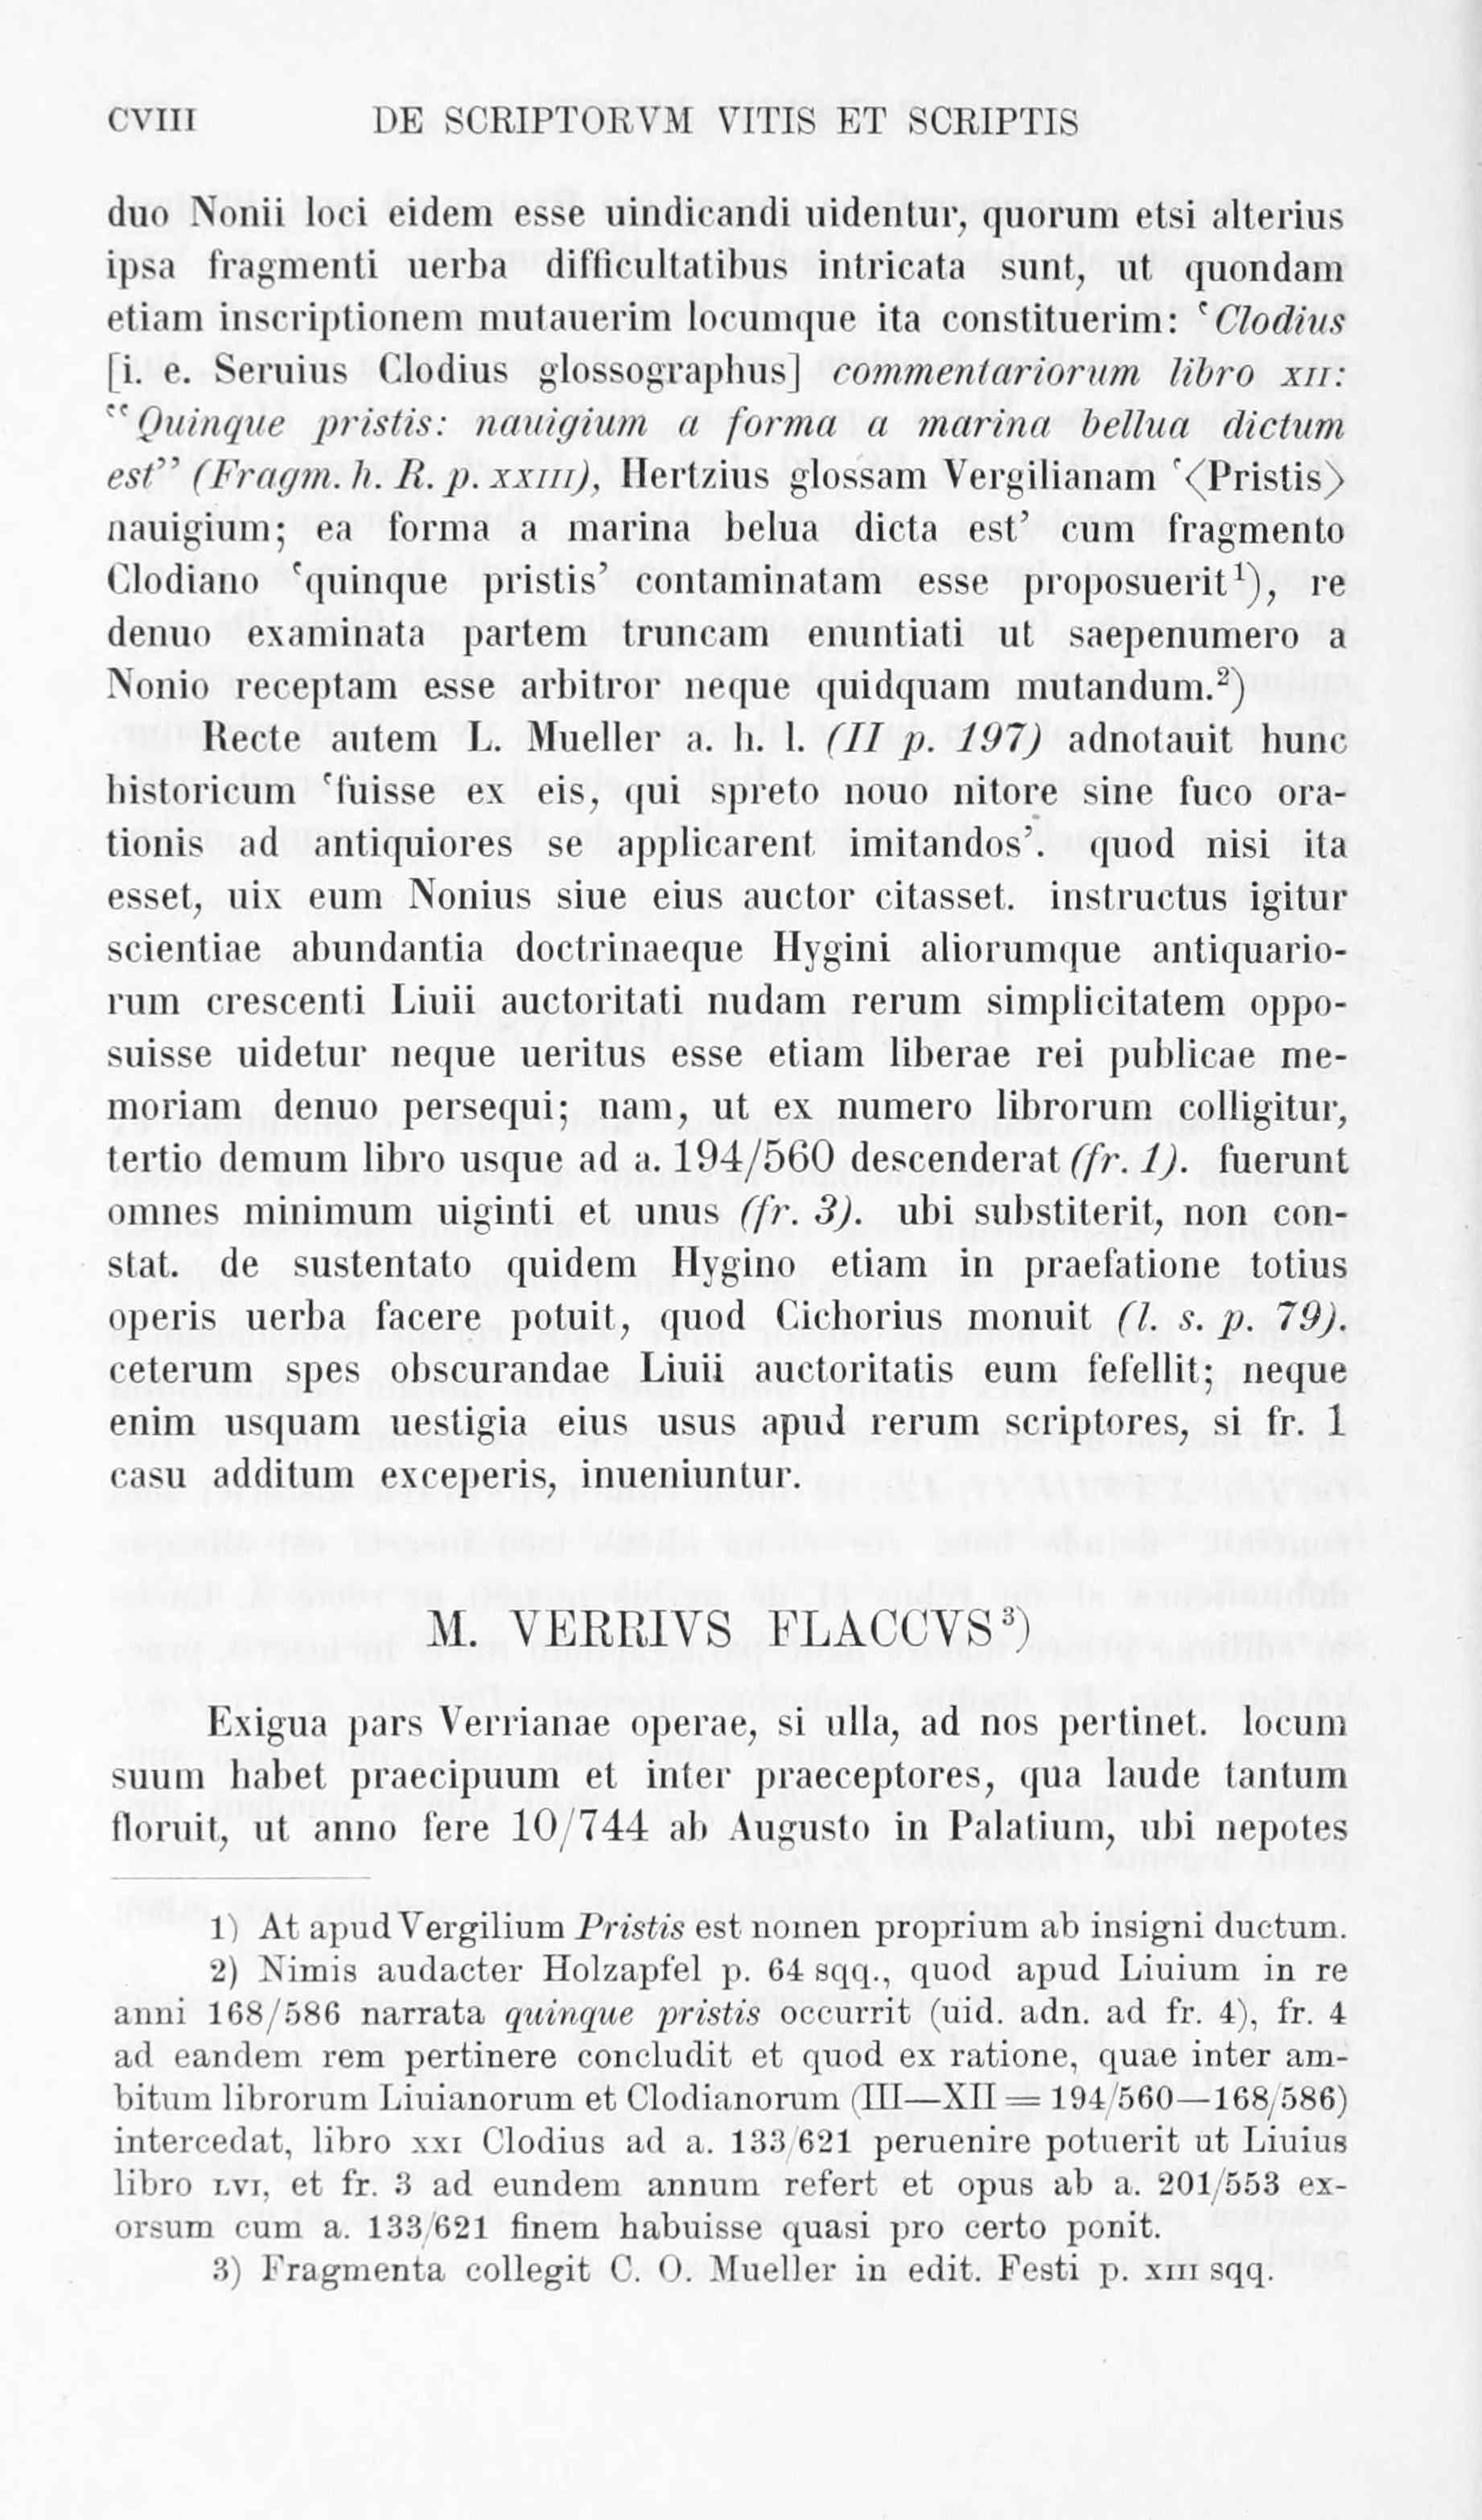 CVIII DE SCRIPTORVM VITIS ET SCRIPTIS
duo Nonii loci eidem esse uindicandi uidentur, quorum etsi alterius
ipsa fragmenti uerba difficultatibus intricata sunt, ut quondam
etiam inscriptionem mutauerim locumque ita constituerim: ‛Clodius
[i. e. Seruius Clodius glossographus] commentariorum libro XII:
‟Quinque pristis: nauigium a forma a marina bellua dictum
est” (Fragm. h. R. p. XXIII), Hertzius glossam Vergilianam ‛⟨Pristis⟩
nauigium; ea forma a marina belua dicta est’ cum fragmento
Clodiano ‛quinque pristis’ contaminatam esse proposuerit¹), re
denuo examinata partem truncam enuntiati ut saepenumero a
Nonio receptam esse arbitror neque quidquam mutandum.²)
Recte autem L. Mueller a. h. l. (II p. 197) adnotauit hunc
historicum ‛fuisse ex eis, qui spreto nouo nitore sine fuco ora-
tionis ad antiquiores se applicarent imitandos’. quod nisi ita
esset, uix eum Nonius siue eius auctor citasset. instructus igitur
scientiae abundantia doctrinaeque Hygini aliorumque antiquario-
rum crescenti Liuii auctoritati nudam rerum simplicitatem oppo-
suisse uidetur neque ueritus esse etiam liberae rei publicae me-
moriam denuo persequi; nam, ut ex numero librorum colligitur,
tertio demum libro usque ad a. 194/560 descenderat (fr. 1). fuerunt
omnes minimum uiginti et unus (fr. 3). ubi substiterit, non con-
stat. de sustentato quidem Hygino etiam in praefatione totius
operis uerba facere potuit, quod Cichorius monuit (l. s. p. 79).
ceterum spes obscurandae Liuii auctoritatis eum fefellit; neque
enim usquam uestigia eius usus apud rerum scriptores, si fr. 1
casu additum exceperis, inueniuntur.
M. VERRIVS FLACCVS³)
Exigua pars Verrianae operae, si ulla, ad nos pertinet. locum
suum habet praecipuum et inter praeceptores, qua laude tantum
floruit, ut anno fere 10/744 ab Augusto in Palatium, ubi nepotes
1) At apud Vergilium Pristis est nomen proprium ab insigni ductum.
2) Nimis audacter Holzapfel p. 64 sqq., quod apud Liuium in re
anni 168/586 narrata quinque pristis occurrit (uid. adn. ad fr. 4), fr. 4
ad eandem rem pertinere concludit et quod ex ratione, quae inter am-
bitum librorum Liuianorum et Clodianorum (III—XII = 194/560—168/586)
intercedat, libro XXI Clodius ad a. 133/621 peruenire potuerit ut Liuius
libro LVI, et fr. 3 ad eundem annum refert et opus ab a. 201/553 ex-
orsum cum a. 133/621 finem habuisse quasi pro certo ponit.
3) Fragmenta collegit C. O. Mueller in edit. Festi p. XIII sqq.